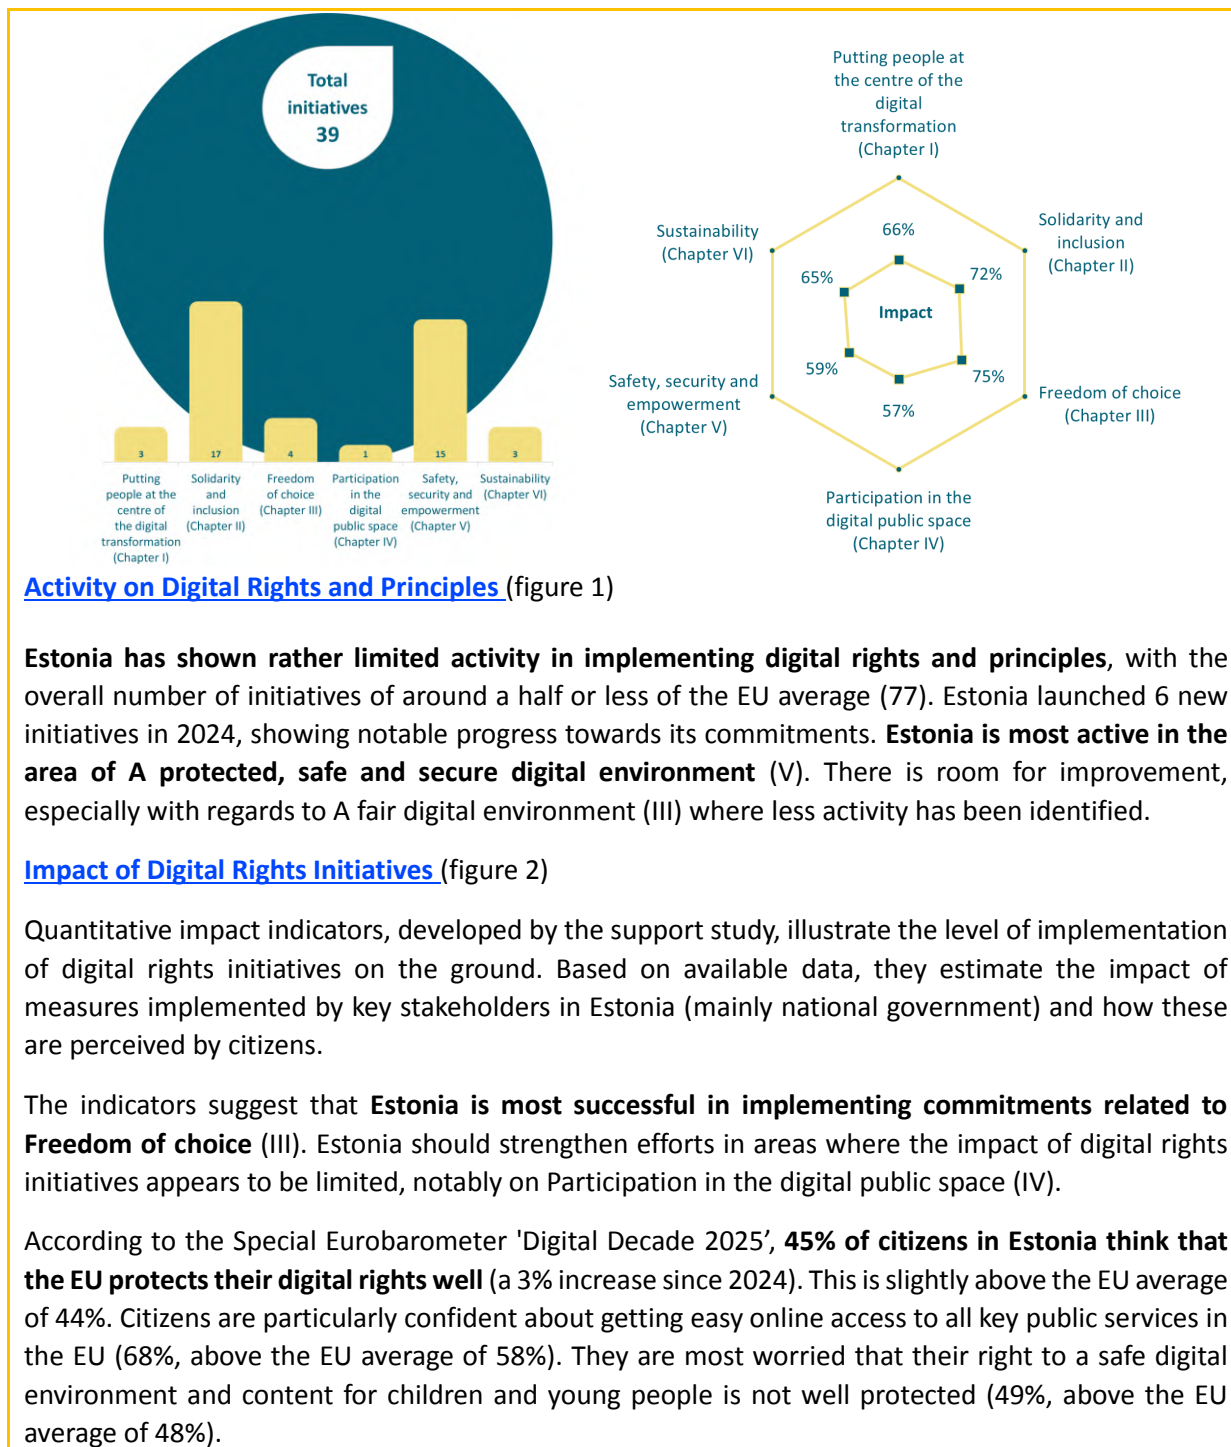 Total
initiatives
39
3
17
4
1
15
3
Putting
people at the
centre of
the digital
transformation
(Chapter I)
Solidarity
and
inclusion
(Chapter II)
Freedom
of choice
(Chapter III)
Participation
in the
digital
public space
(Chapter IV)
Safety,
security and
empowerment
(Chapter V)
Sustainability
(Chapter VI)
Putting people at
the centre of the
digital
transformation
(Chapter I)
Solidarity and
inclusion
(Chapter II)
Freedom of choice
(Chapter III)
Participation in the
digital public space
(Chapter IV)
Safety, security and
empowerment
(Chapter V)
Sustainability
(Chapter VI)
66%
72%
75%
57%
59%
65%
Impact
Activity on Digital Rights and Principles (figure 1)
Estonia has shown rather limited activity in implementing digital rights and principles, with the
overall number of initiatives of around a half or less of the EU average (77). Estonia launched 6 new
initiatives in 2024, showing notable progress towards its commitments. Estonia is most active in the
area of A protected, safe and secure digital environment (V). There is room for improvement,
especially with regards to A fair digital environment (III) where less activity has been identified.
Impact of Digital Rights Initiatives (figure 2)
Quantitative impact indicators, developed by the support study, illustrate the level of implementation
of digital rights initiatives on the ground. Based on available data, they estimate the impact of
measures implemented by key stakeholders in Estonia (mainly national government) and how these
are perceived by citizens.
The indicators suggest that Estonia is most successful in implementing commitments related to
Freedom of choice (III). Estonia should strengthen efforts in areas where the impact of digital rights
initiatives appears to be limited, notably on Participation in the digital public space (IV).
According to the Special Eurobarometer 'Digital Decade 2025’, 45% of citizens in Estonia think that
the EU protects their digital rights well (a 3% increase since 2024). This is slightly above the EU average
of 44%. Citizens are particularly confident about getting easy online access to all key public services in
the EU (68%, above the EU average of 58%). They are most worried that their right to a safe digital
environment and content for children and young people is not well protected (49%, above the EU
average of 48%).